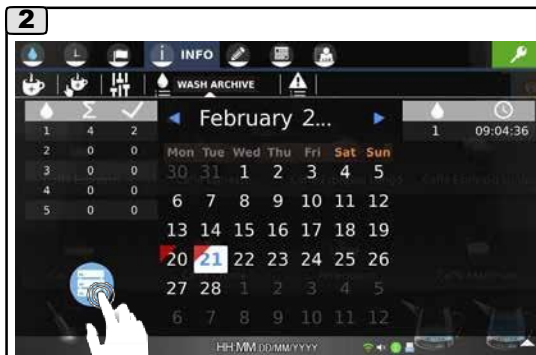 2
INFO
WASH ARCHIVE
Σ
1 4 2
2 0 0
3 0 0
4 0 0
5 0 0
February 2...
Mon Tue Wed Thu Fri Sat Sun
30 31 1 2 3 4 5
6 7 8 9 10 11 12
13 14 15 16 17 18 19
20 21 22 23 24 25 26
27 28 1 2 3 4 5
6 7 8 9 10 11 12
1 09:04:36
HH:MM DD/MM/YYYY